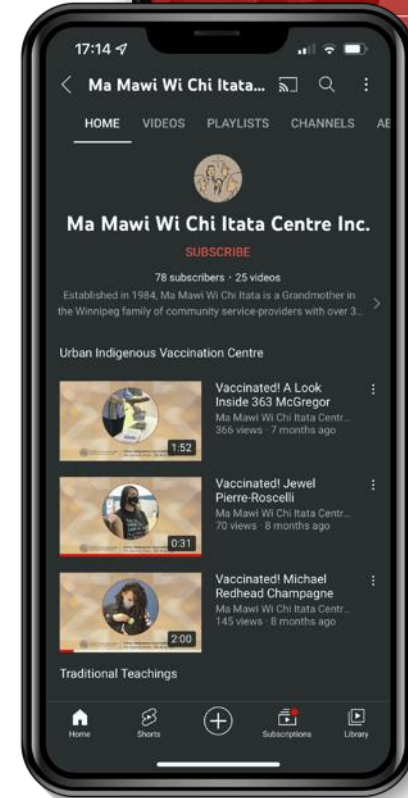 17:14
Ma Mawi Wi Chi Itata...
HOME VIDEOS PLAYLISTS CHANNELS
Ma Mawi Wi Chi Itata Centre Inc.
SUBSCRIBE
78 subscribers · 25 videos
Established in 1984, Ma Mawi Wi Chi Itata is a Grandmother in
the Winnipeg family of community service-providers with over 3...
Urban Indigenous Vaccination Centre
1:52
Vaccinated! A Look
Inside 363 McGregor
Ma Mawi Wi Chi Itata Centr...
366 views · 7 months ago
0:31
Vaccinated! Jewel
Pierre-Roscelli
Ma Mawi Wi Chi Itata Centr...
70 views · 8 months ago
2:00
Vaccinated! Michael
Redhead Champagne
Ma Mawi Wi Chi Itata Centr...
145 views · 8 months ago
Traditional Teachings
Home Shorts Subscriptions Library